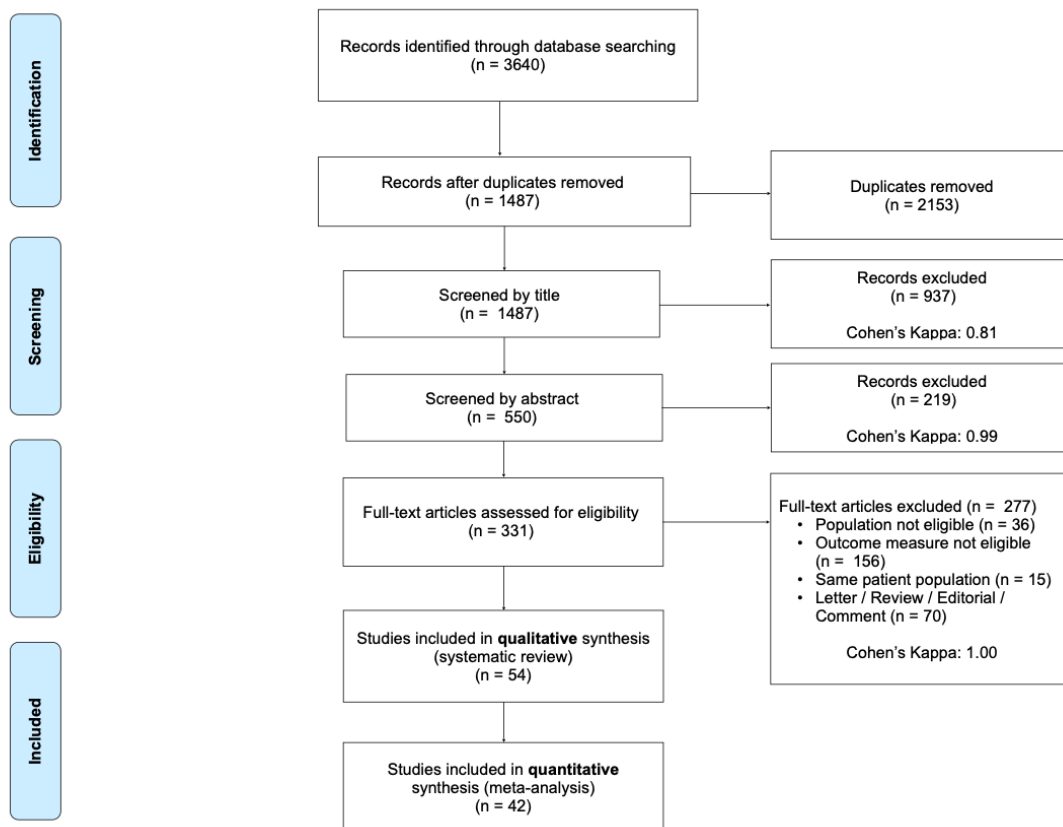 Identification
Records identified through database searching
(n = 3640)
Records after duplicates removed
(n = 1487)
Duplicates removed
(n = 2153)
Screening
Screened by title
(n =  1487)
Records excluded
(n = 937)
Cohen’s Kappa: 0.81
Screened by abstract
(n =  550)
Records excluded
(n = 219)
Cohen’s Kappa: 0.99
Eligibility
Full-text articles assessed for eligibility
(n = 331)
Full-text articles excluded (n =  277)
• Population not eligible (n = 36)
• Outcome measure not eligible
(n =  156)
• Same patient population (n = 15)
• Letter / Review / Editorial /
Comment (n = 70)
Cohen’s Kappa: 1.00
Included
Studies included in qualitative synthesis
(systematic review)
(n = 54)
Studies included in quantitative
synthesis (meta-analysis)
(n = 42)